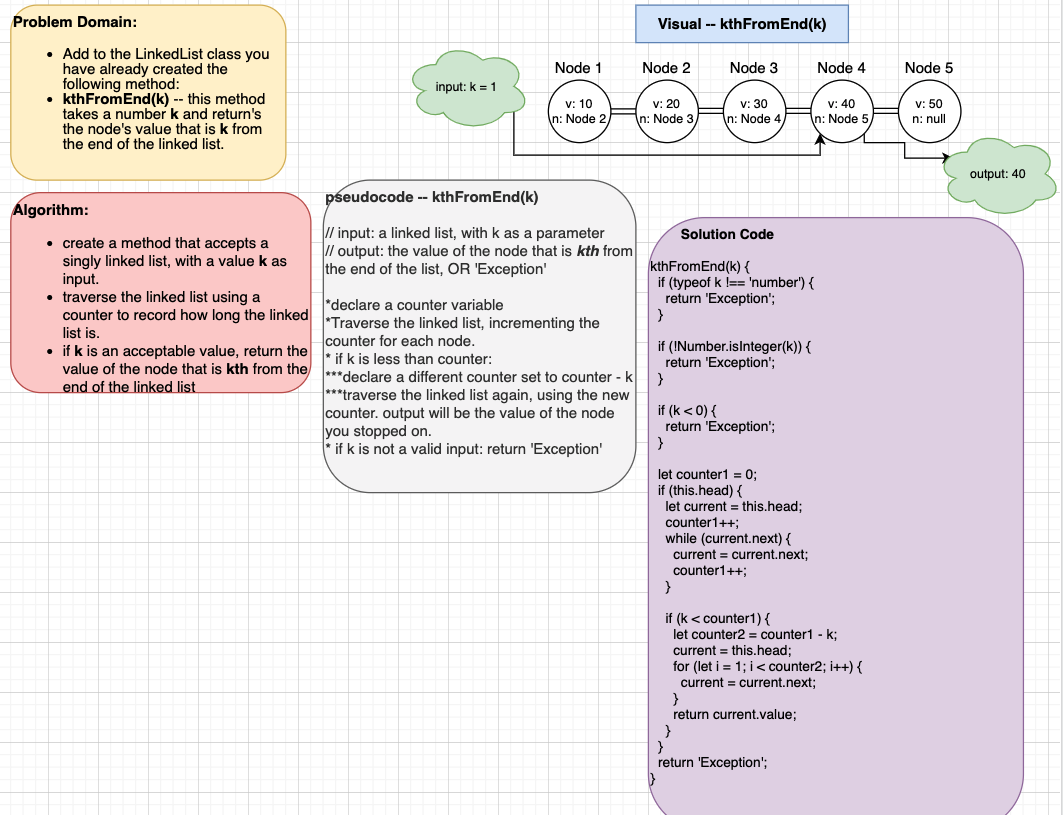 Problem Domain:
Add to the LinkedList class you
have already created the
following method:
kthFromEnd(k) -- this method
takes a number k and return's
the node's value that is k from
the end of the linked list.
Visual -- kthFromEnd(k)
input: k = 1
Node 1
Node 2
Node 3
Node 4
Node 5
v: 10
n: Node 2
v: 20
n: Node 3
v: 30
n: Node 4
v: 40
n: Node 5
v: 50
n: null
output: 40
Algorithm:
create a method that accepts a
singly linked list, with a value k as
input.
traverse the linked list using a
counter to record how long the linked
list is.
if k is an acceptable value, return the
value of the node that is kth from the
end of the linked list
pseudocode -- kthFromEnd(k)
// input: a linked list, with k as a parameter
// output: the value of the node that is kth from
the end of the list, OR 'Exception'
*declare a counter variable
*Traverse the linked list, incrementing the
counter for each node.
* if k is less than counter:
***declare a different counter set to counter - k
***traverse the linked list again, using the new
counter. output will be the value of the node
you stopped on.
* if k is not a valid input: return 'Exception'
Solution Code
kthFromEnd(k) {
if (typeof k !== 'number') {
return 'Exception';
}
if (!Number.isInteger(k)) {
return 'Exception';
}
if (k < 0) {
return 'Exception';
}
let counter1 = 0;
if (this.head) {
let current = this.head;
counter1++;
while (current.next) {
current = current.next;
counter1++;
}
if (k < counter1) {
let counter2 = counter1 - k;
current = this.head;
for (let i = 1; i < counter2; i++) {
current = current.next;
}
return current.value;
}
}
return 'Exception';
}